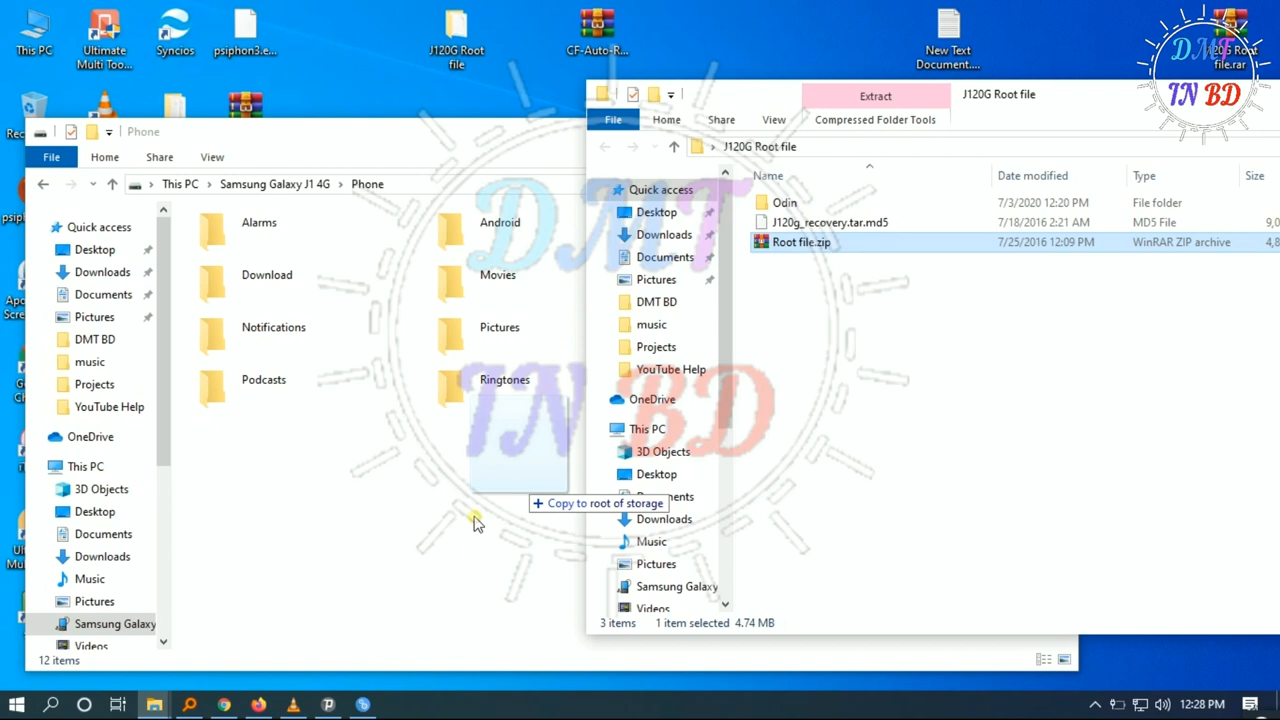 This PC
Ultimate
Multi Too...
Syncios
psiphon3.e...
J120G Root
file
CF-Auto-R...
New Text
Document....
file.rar
DMT
IN BD
Phone
File
Home
Share
View
This PC > Samsung Galaxy J1 4G > Phone
Quick access
Desktop
Downloads
Documents
Pictures
DMT BD
music
Projects
YouTube Help
OneDrive
This PC
3D Objects
Desktop
Documents
Downloads
Music
Pictures
Samsung Galaxy
Videos
12 items
Alarms
Android
Download
Movies
Notifications
Pictures
Podcasts
Ringtones
+ Copy to root of storage
Extract
J120G Root file
File
Home
Share
View
Compressed Folder Tools
J120G Root file
Quick access
Desktop
Downloads
Documents
Pictures
DMT BD
music
Projects
YouTube Help
OneDrive
This PC
3D Objects
Desktop
Downloads
Music
Pictures
Samsung Galaxy
Videos
Name Date modified Type Size
Odin 7/3/2020 12:20 PM File folder
J120g_recovery.tar.md5 7/18/2016 2:21 AM MD5 File 9,0
Root file.zip 7/25/2016 12:09 PM WinRAR ZIP archive 4,8
3 items 1 item selected 4.74 MB
DMT
IN BD
12:28 PM